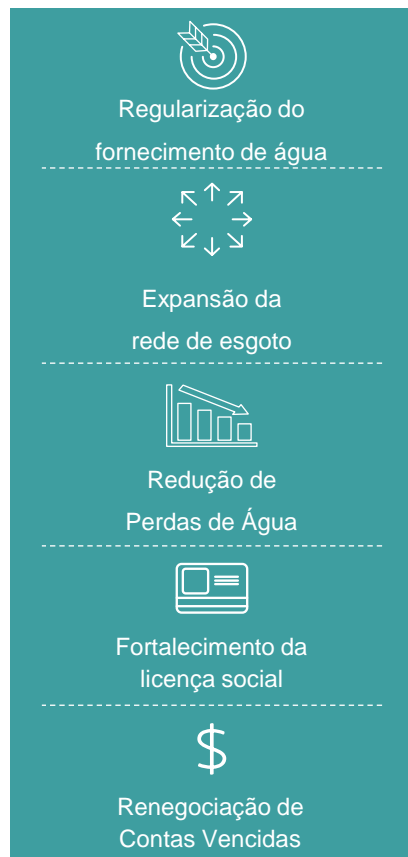 Regularização do
fornecimento de água
Expansão da
rede de esgoto
Redução de
Perdas de Água
Fortalecimento da
licença social
$
Renegociação de
Contas Vencidas